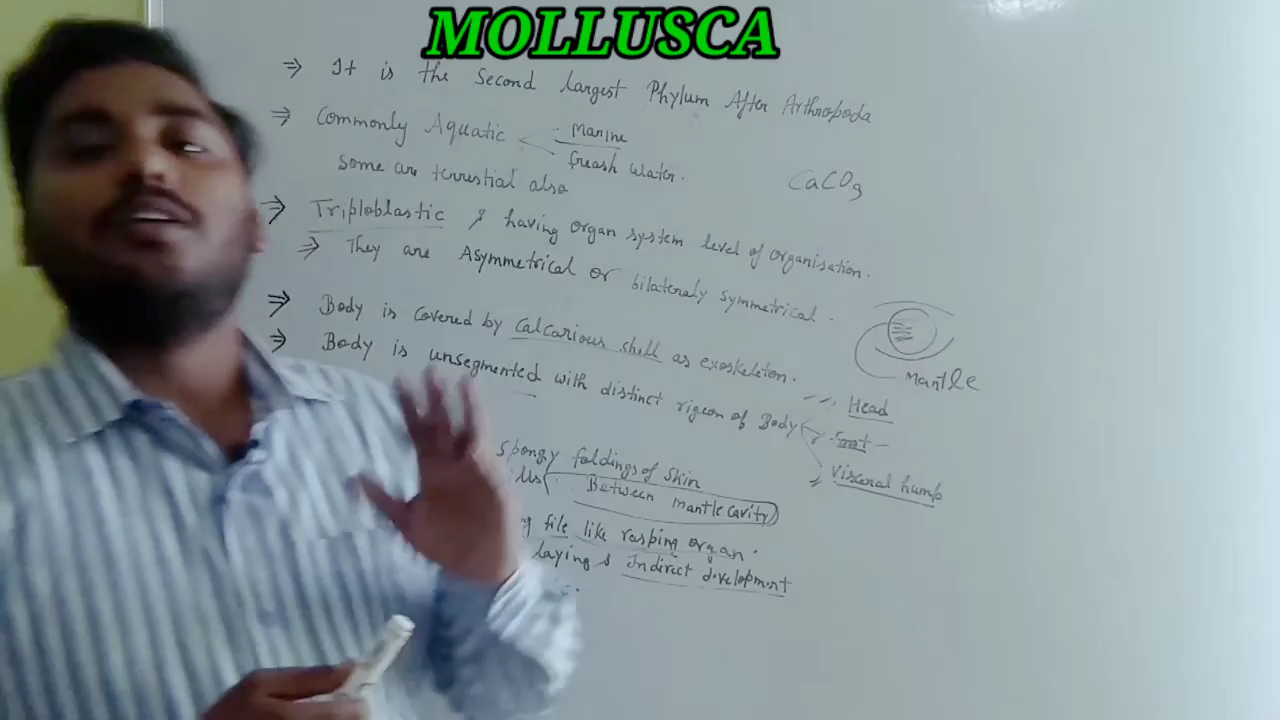 MOLLUSCA
⇒ It is the Second largest Phylum After Arthropoda
⇒ Commonly Aquatic
Marine
freash water.
some are terrestial also
CaCO3
⇒ Triploblastic & having organ system level of organisation.
⇒ They are Asymmetrical or bilateraly symmetrical.
⇒ Body is covered by calcarious shell as exoskeleton.
Mantle
⇒ Body is unsegmented with distinct rigeon of Body
Head
visceral hump
spongy foldings of skin
Between mantle cavity)
file like rasping organ.
laying & Indirect development